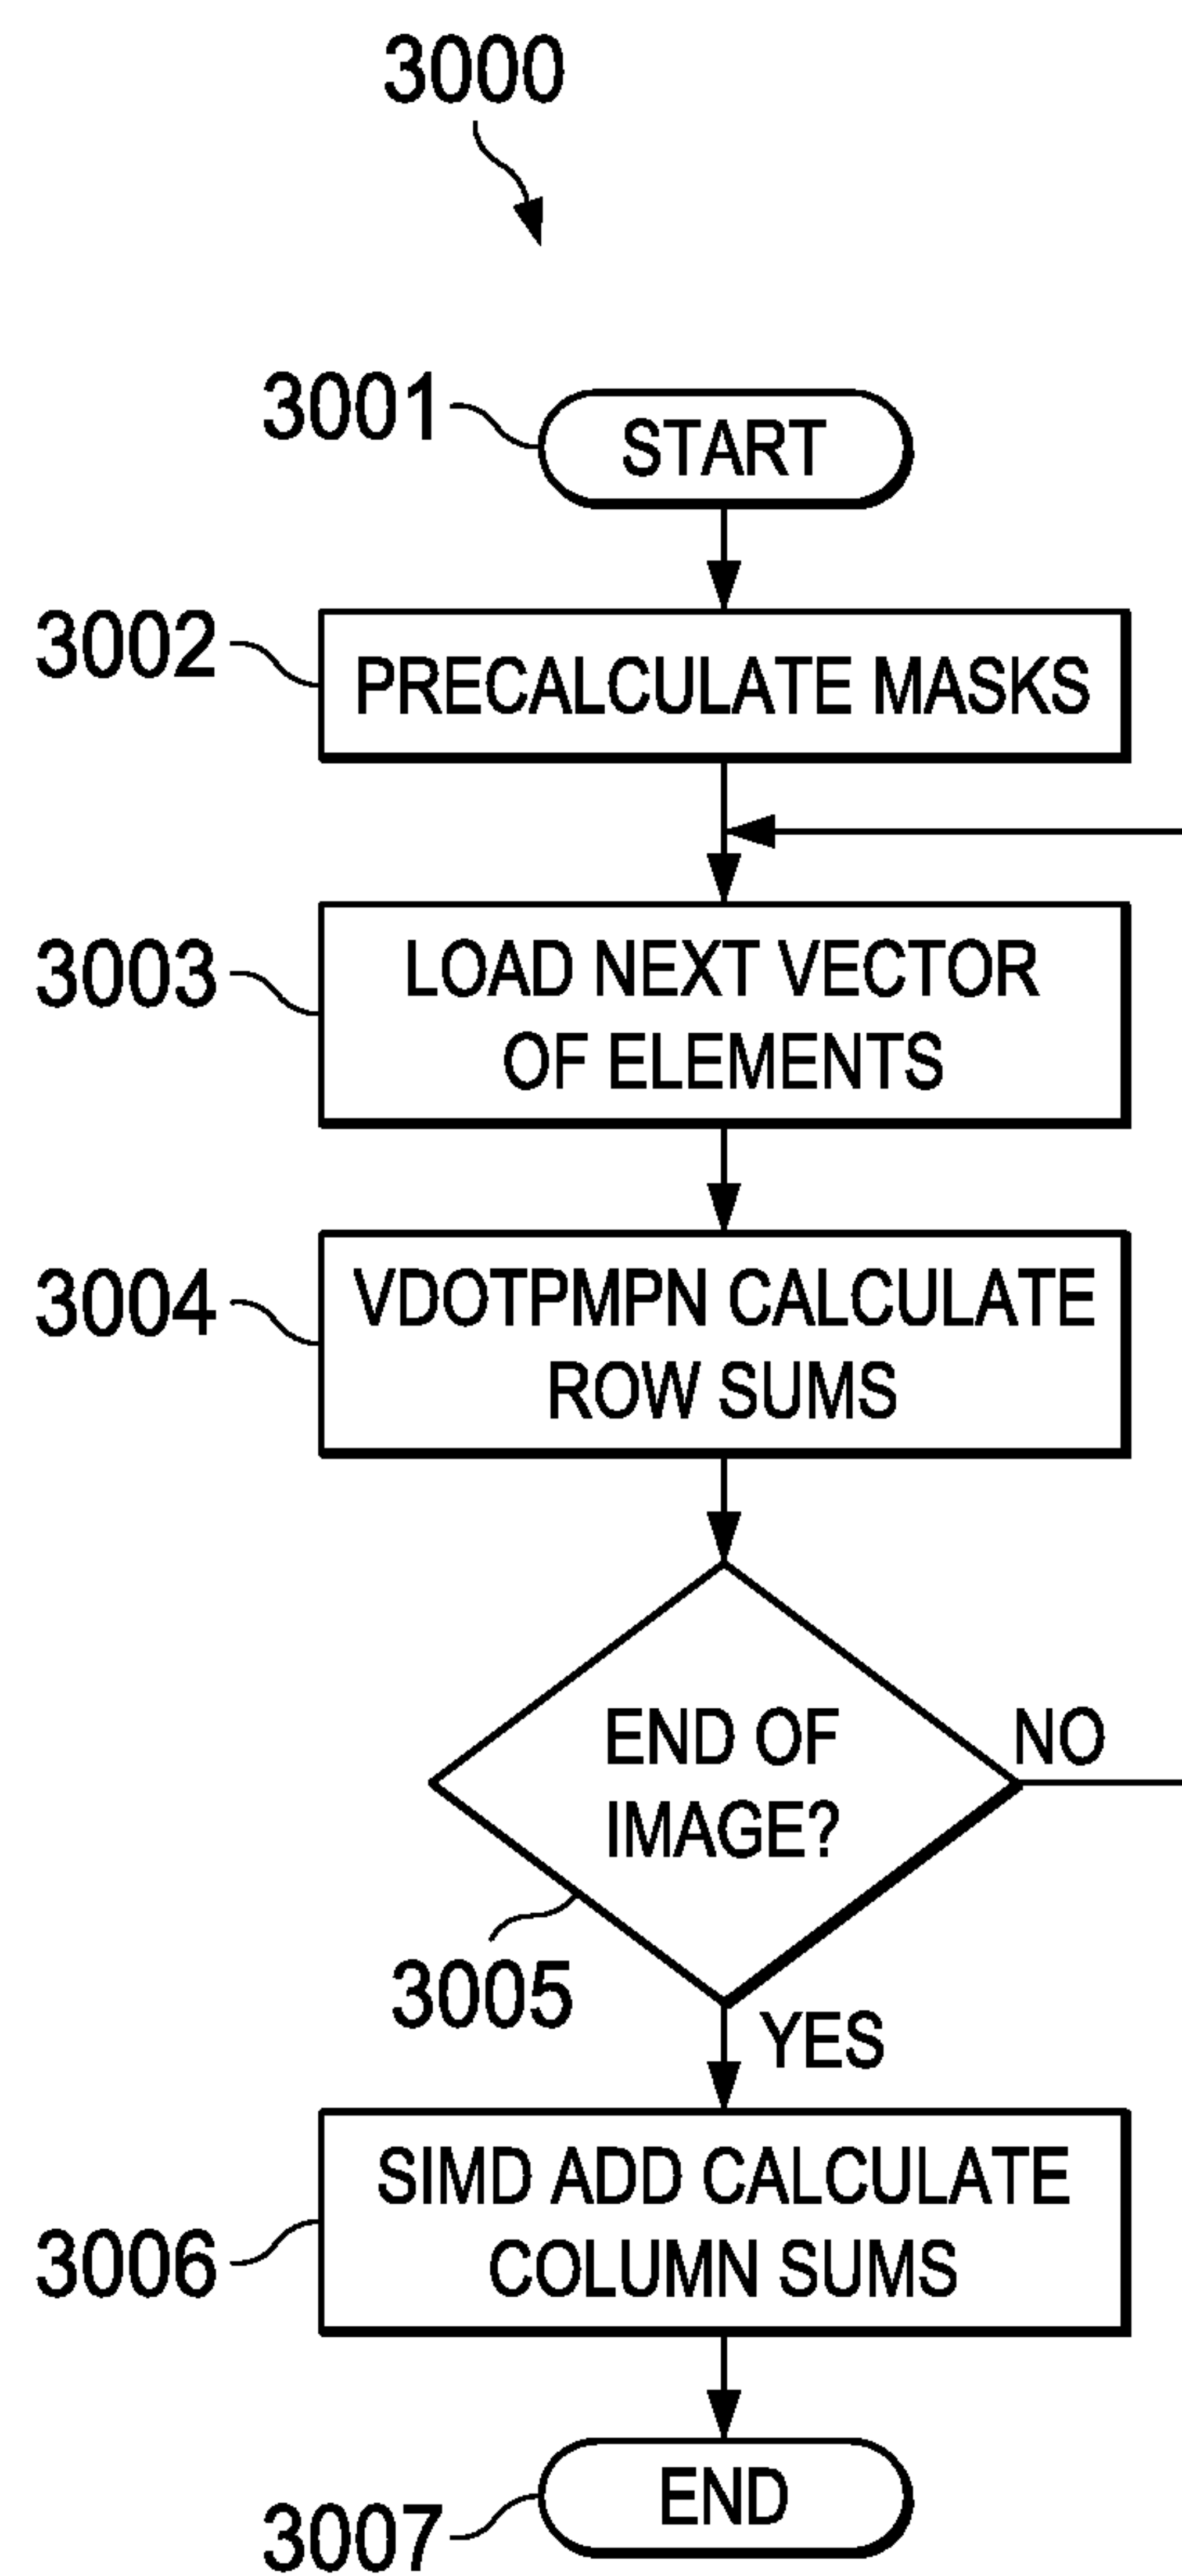 3000
3001
START
3002
PRECALCULATE MASKS
3003
LOAD NEXT VECTOR
OF ELEMENTS
3004
VDOTPMPN CALCULATE
ROW SUMS
END OF
IMAGE?
NO
3005
YES
3006
SIMD ADD CALCULATE
COLUMN SUMS
3007
END